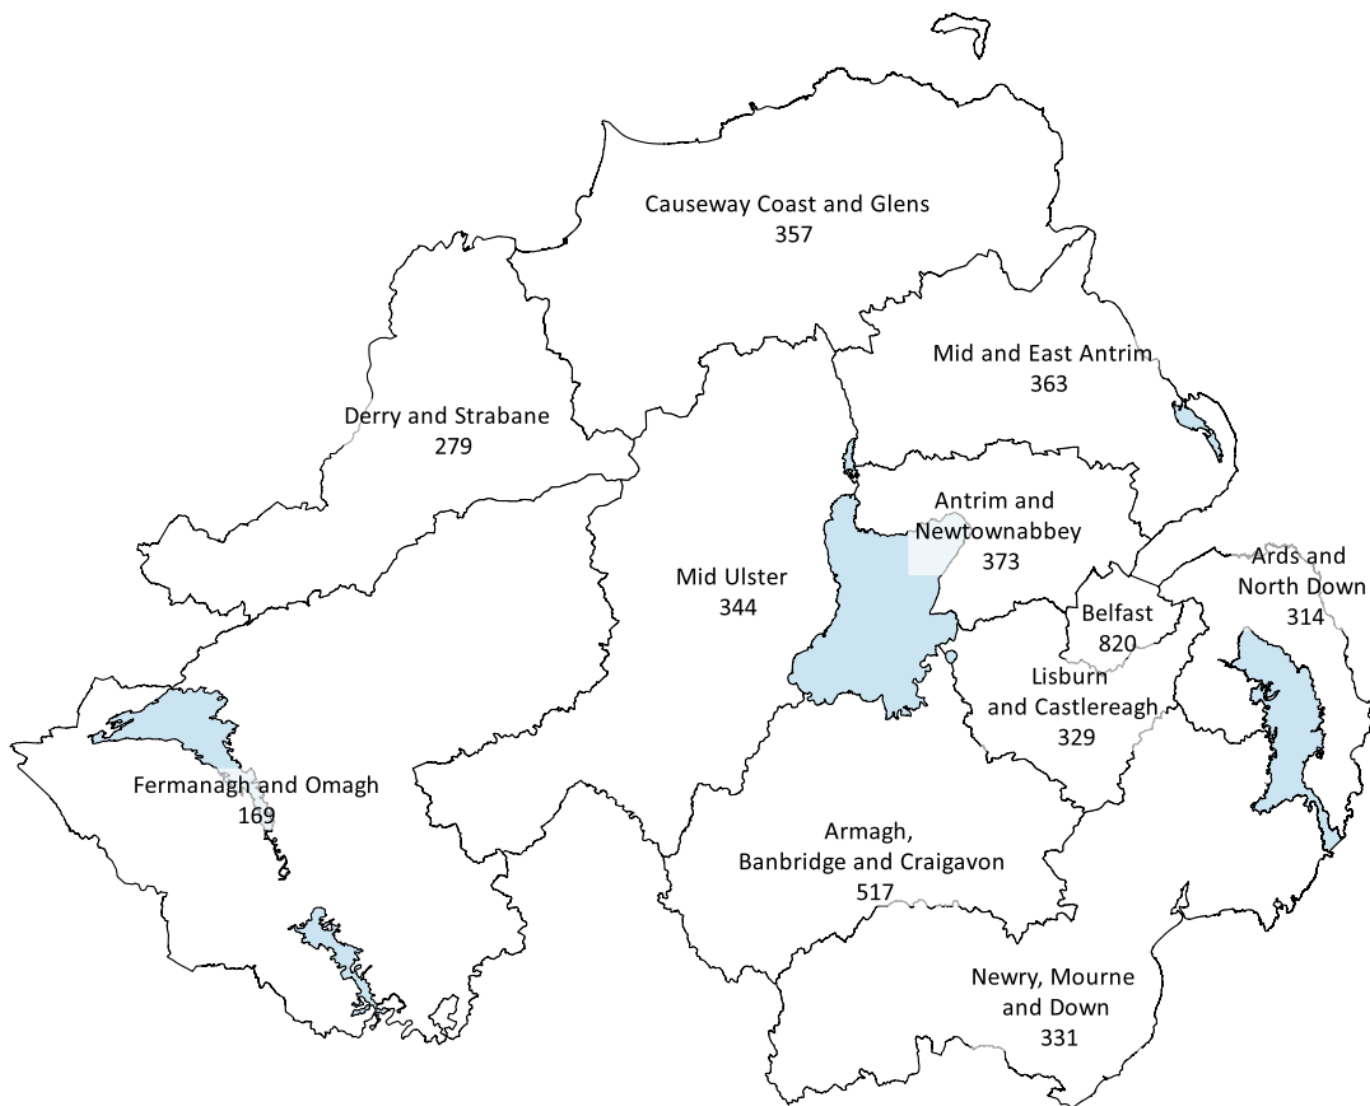 Causeway Coast and Glens
357
Mid and East Antrim
363
Derry and Strabane
279
Antrim and
Newtownabbey
373
Ards and
North Down
314
Mid Ulster
344
Belfast
820
Lisburn
and Castlereagh
329
Fermanagh and Omagh
169
Armagh,
Banbridge and Craigavon
517
Newry, Mourne
and Down
331